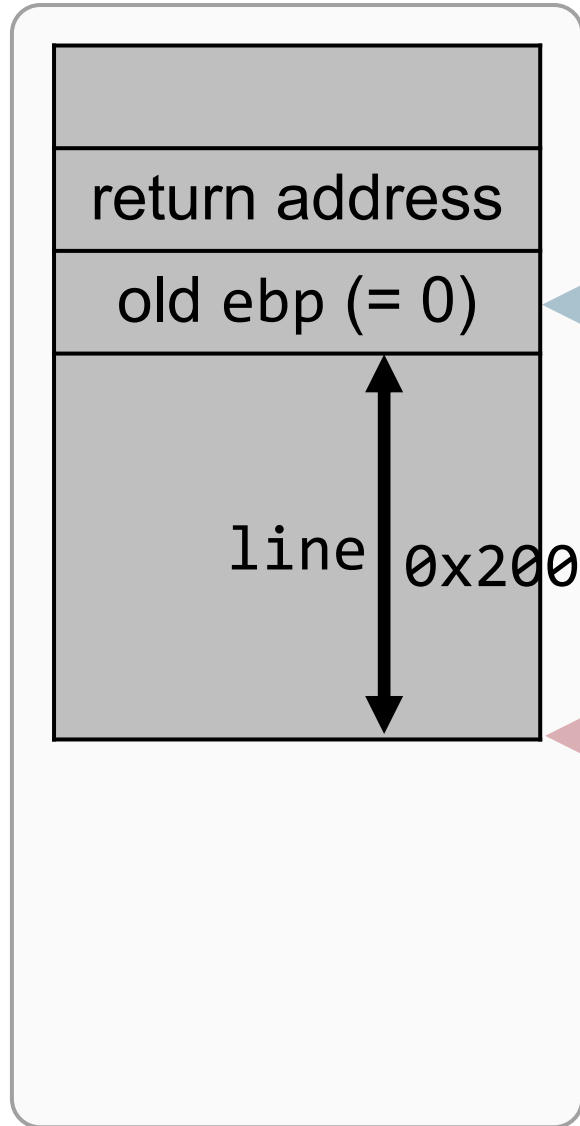 return address
old ebp (= 0)
line
0x200